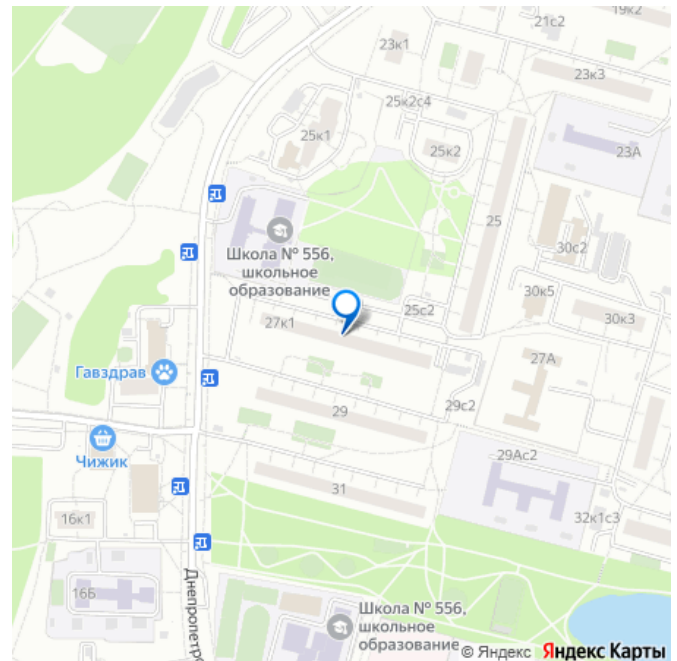 19к2
21с2
23к1
23к3
25к2с4
25к1
25к2
23А
25
Школа № 556,
школьное
образование
30с2
30к5
25с2
27к1
30к3
Гавздрав
27А
29
29с2
Чижик
29Ас2
31
16к1
32к1с3
16Б
Днепропетро
Школа № 556,
школьное
образование
© Яндекс Яндекс Карты